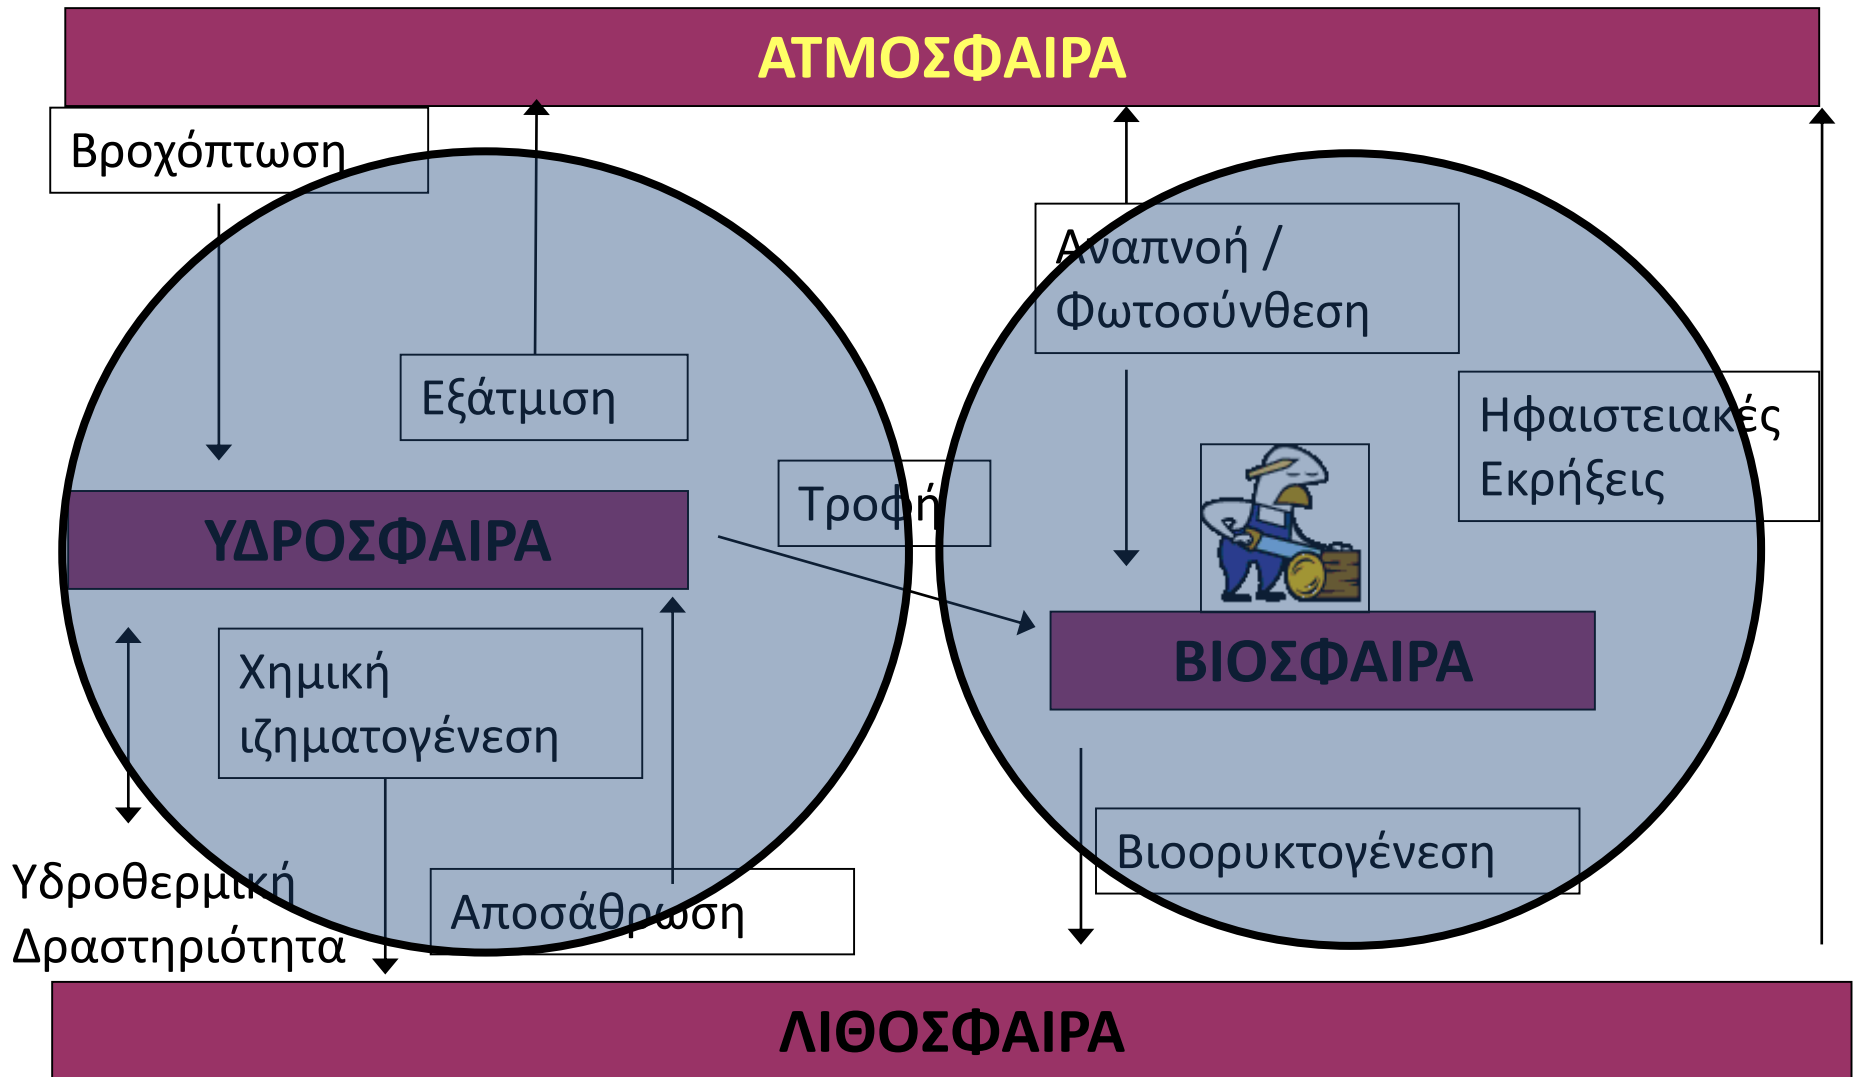 ΑΤΜΟΣΦΑΙΡΑ
Βροχόπτωση
Αναπνοή /
Φωτοσύνθεση
Εξάτμιση
Ηφαιστειακές
Εκρήξεις
Τροφή
ΥΔΡΟΣΦΑΙΡΑ
ΒΙΟΣΦΑΙΡΑ
Χημική
ιζηματογένεση
Βιοορυκτογένεση
Υδροθερμική
Δραστηριότητα
Αποσάθρωση
ΛΙΘΟΣΦΑΙΡΑ